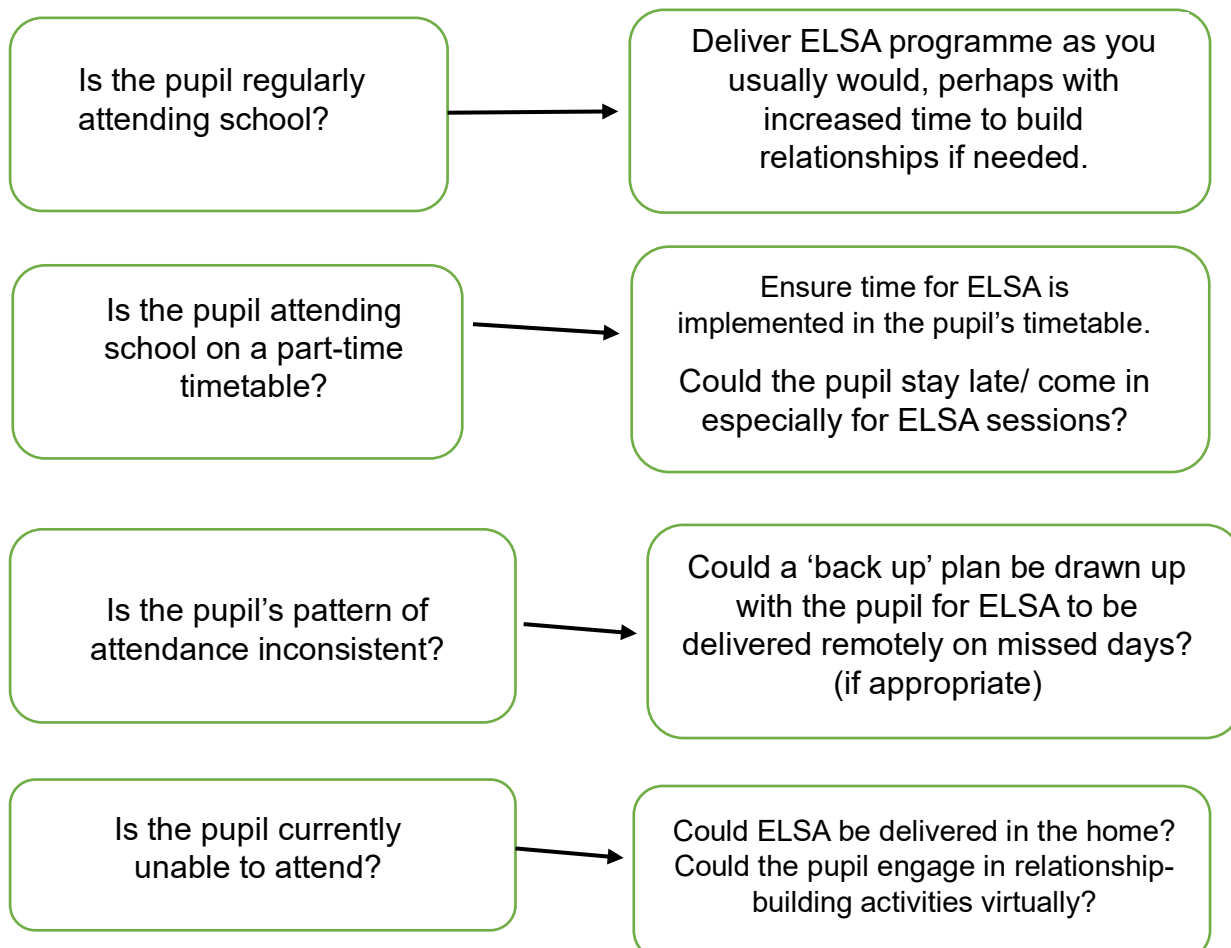 Is the pupil regularly
attending school?
Deliver ELSA programme as you
usually would, perhaps with
increased time to build
relationships if needed.
Is the pupil attending
school on a part-time
timetable?
Ensure time for ELSA is
implemented in the pupil’s timetable.
Could the pupil stay late/ come in
especially for ELSA sessions?
Is the pupil’s pattern of
attendance inconsistent?
Could a ‘back up’ plan be drawn up
with the pupil for ELSA to be
delivered remotely on missed days?
(if appropriate)
Is the pupil currently
unable to attend?
Could ELSA be delivered in the home?
Could the pupil engage in relationship-
building activities virtually?